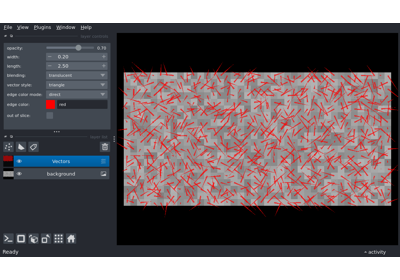 File View Plugins Window Help
opacity: 0.70
width: − 0.20 +
length: − 2.50 +
blending: translucent
vector style: triangle
edge color mode: direct
edge color: red
out of slice:
Vectors
background
Ready
activity